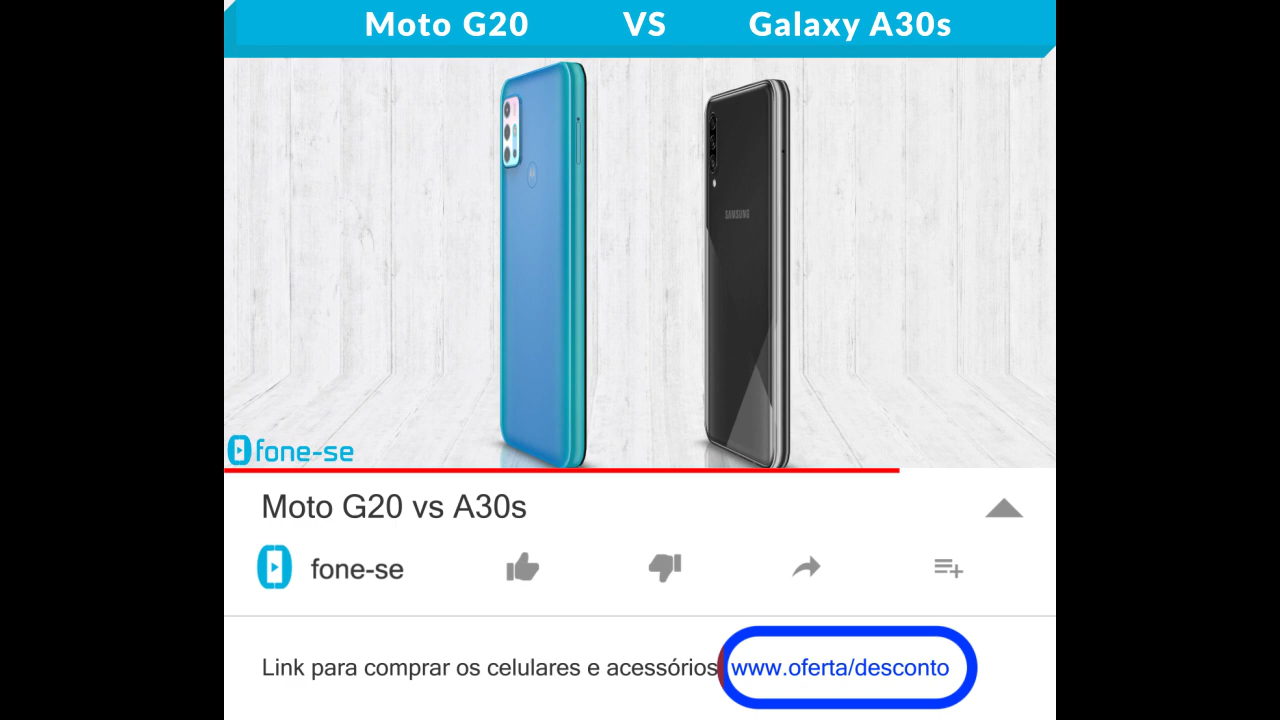 Moto G20 VS Galaxy A30s
SAMSUNG
fone-se
Moto G20 vs A30s
fone-se
Link para comprar os celulares e acessórios www.oferta/desconto